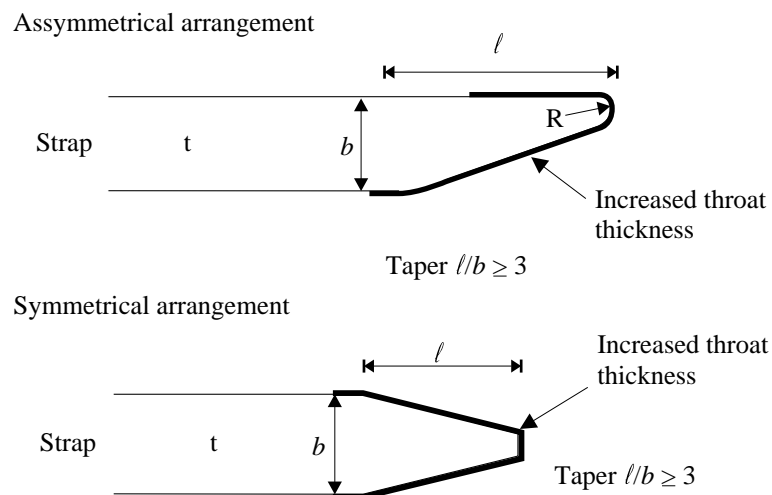 Assymmetrical arrangement
ℓ
R
Strap t b
Increased throat
thickness
Taper ℓ/b ≥ 3
Symmetrical arrangement
ℓ
Increased throat
thickness
Strap t b
Taper ℓ/b ≥ 3